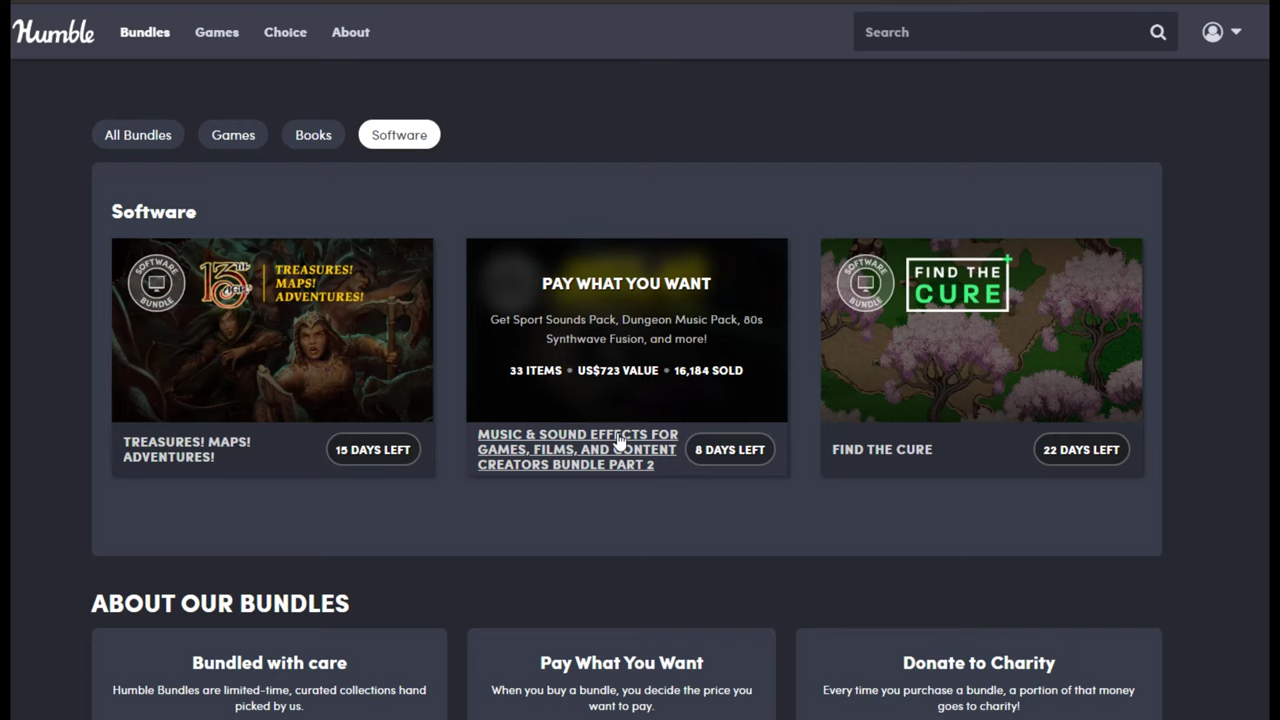 Humble
Bundles
Games
Choice
About
Search
All Bundles
Games
Books
Software
Software
SOFTWARE
BUNDLE
13TH
AGE
TREASURES!
MAPS!
ADVENTURES!
TREASURES! MAPS!
ADVENTURES!
15 DAYS LEFT
PAY WHAT YOU WANT
Get Sport Sounds Pack, Dungeon Music Pack, 80s
Synthwave Fusion, and more!
33 ITEMS • US$723 VALUE • 16,184 SOLD
MUSIC & SOUND EFFECTS FOR
GAMES, FILMS, AND CONTENT
CREATORS BUNDLE PART 2
8 DAYS LEFT
SOFTWARE
BUNDLE
FIND THE
CURE
FIND THE CURE
22 DAYS LEFT
ABOUT OUR BUNDLES
Bundled with care
Humble Bundles are limited-time, curated collections hand
picked by us.
Pay What You Want
When you buy a bundle, you decide the price you
want to pay.
Donate to Charity
Every time you purchase a bundle, a portion of that money
goes to charity!